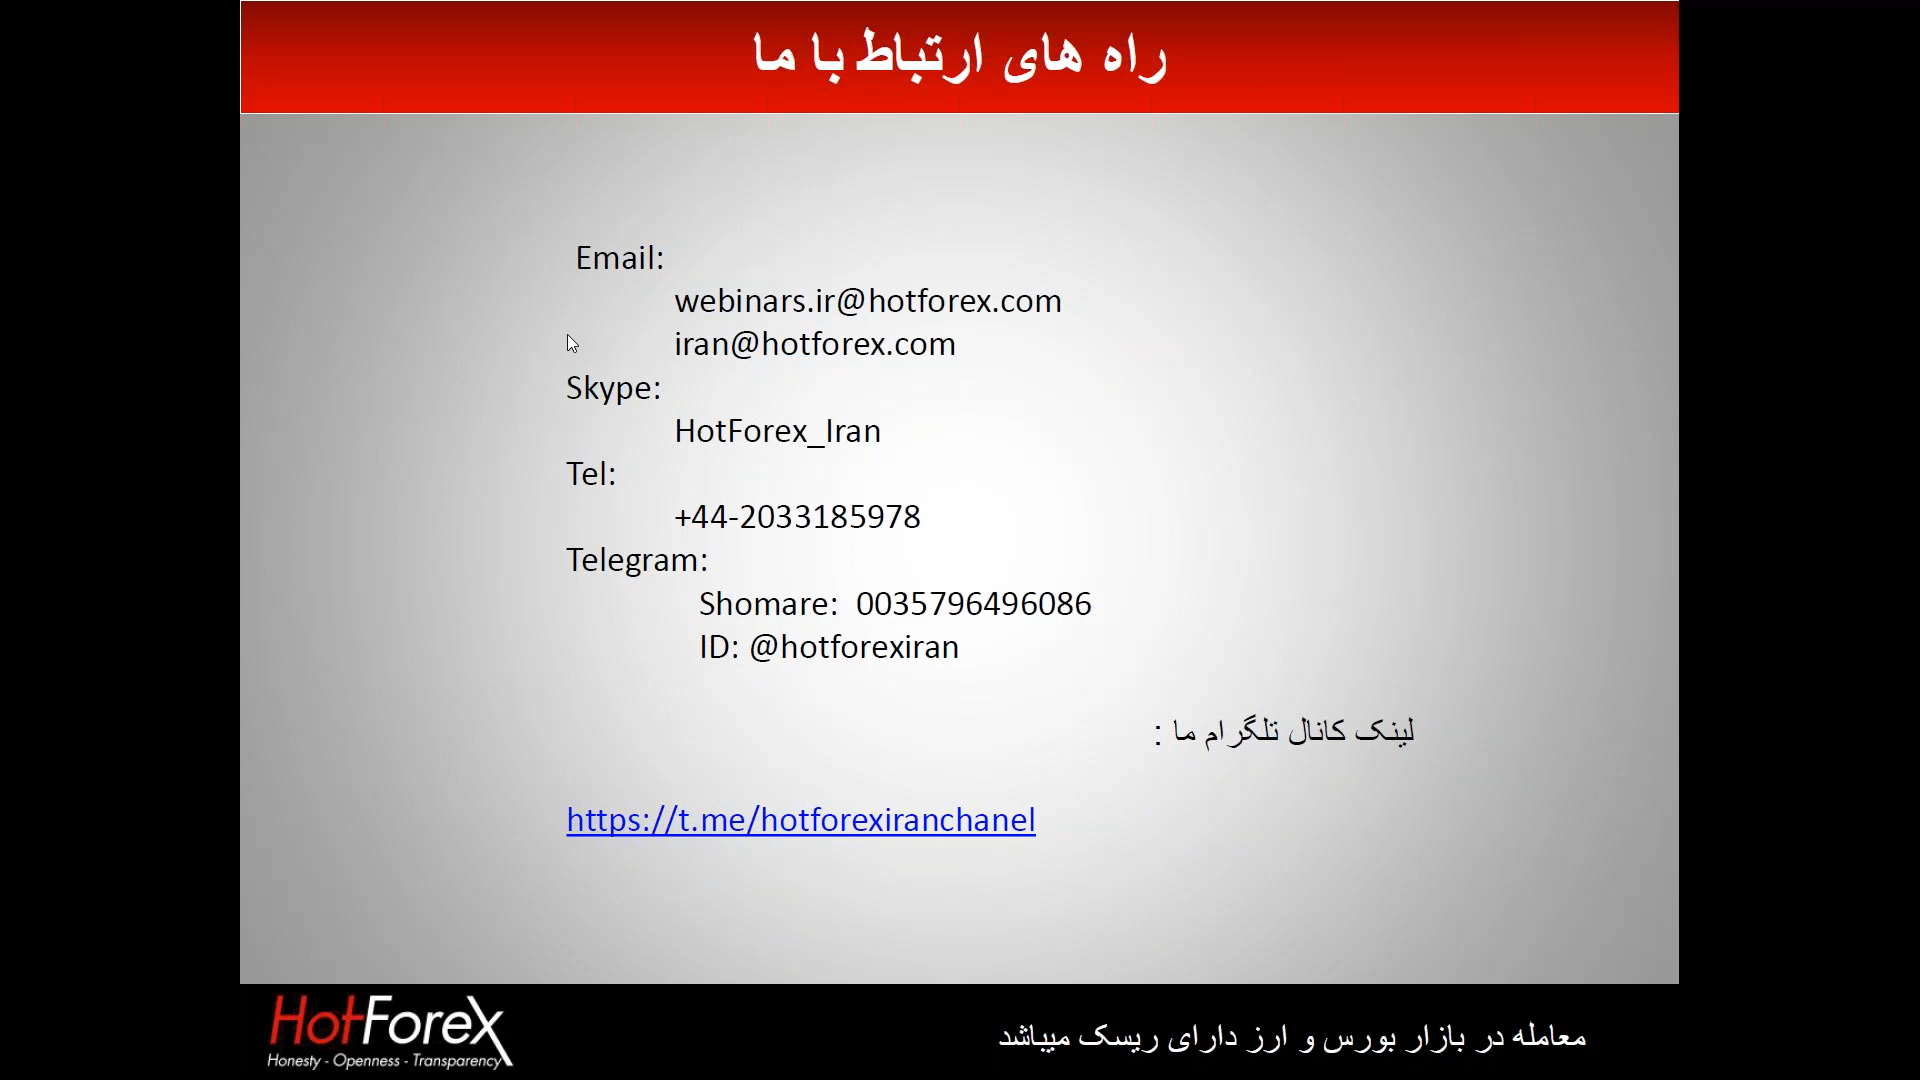 راه های ارتباط با ما
Email:
webinars.ir@hotforex.com
iran@hotforex.com
Skype:
HotForex_Iran
Tel:
+44-2033185978
Telegram:
Shomare: 0035796496086
ID: @hotforexiran
لینک کانال تلگرام ما :
https://t.me/hotforexiranchanel
HotForex
Honesty - Openness - Transparency
معامله در بازار بورس و ارز دارای ریسک میباشد